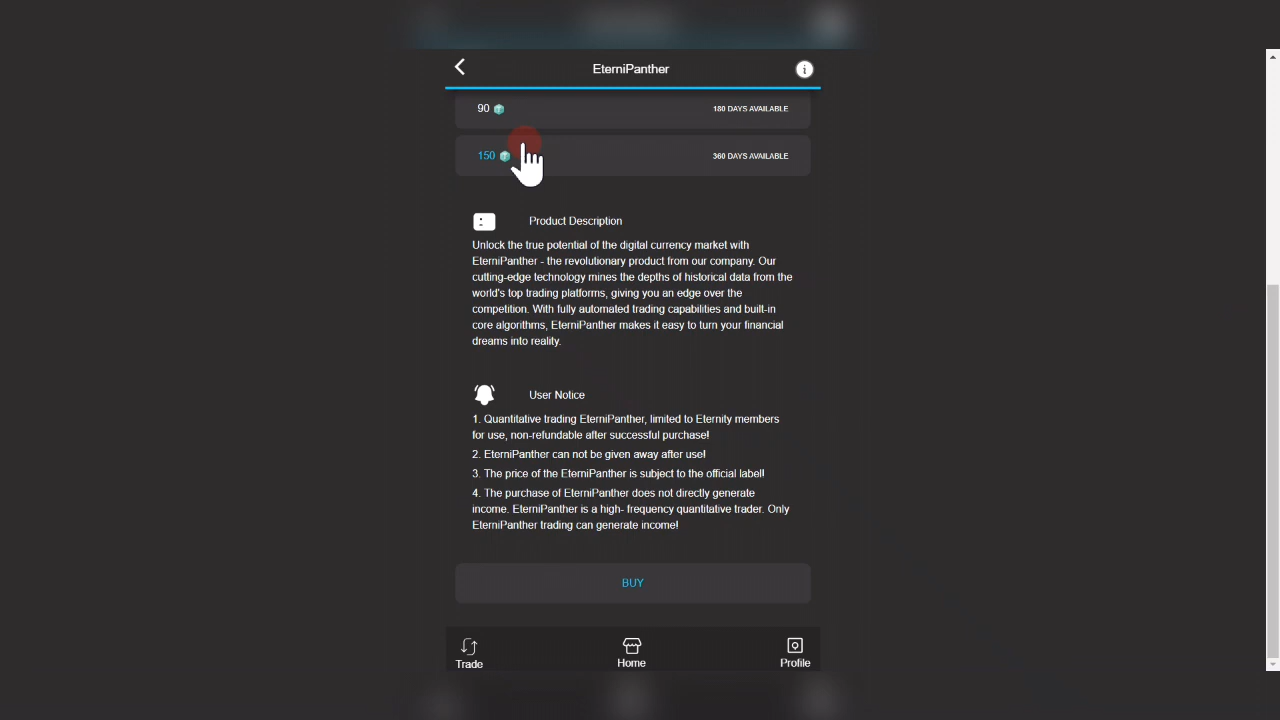 EterniPanther
90 180 DAYS AVAILABLE
150 360 DAYS AVAILABLE
Product Description
Unlock the true potential of the digital currency market with
EterniPanther - the revolutionary product from our company. Our
cutting-edge technology mines the depths of historical data from the
world's top trading platforms, giving you an edge over the
competition. With fully automated trading capabilities and built-in
core algorithms, EterniPanther makes it easy to turn your financial
dreams into reality.
User Notice
1. Quantitative trading EterniPanther, limited to Eternity members
for use, non-refundable after successful purchase!
2. EterniPanther can not be given away after use!
3. The price of the EterniPanther is subject to the official label!
4. The purchase of EterniPanther does not directly generate
income. EterniPanther is a high- frequency quantitative trader. Only
EterniPanther trading can generate income!
BUY
Trade Home Profile